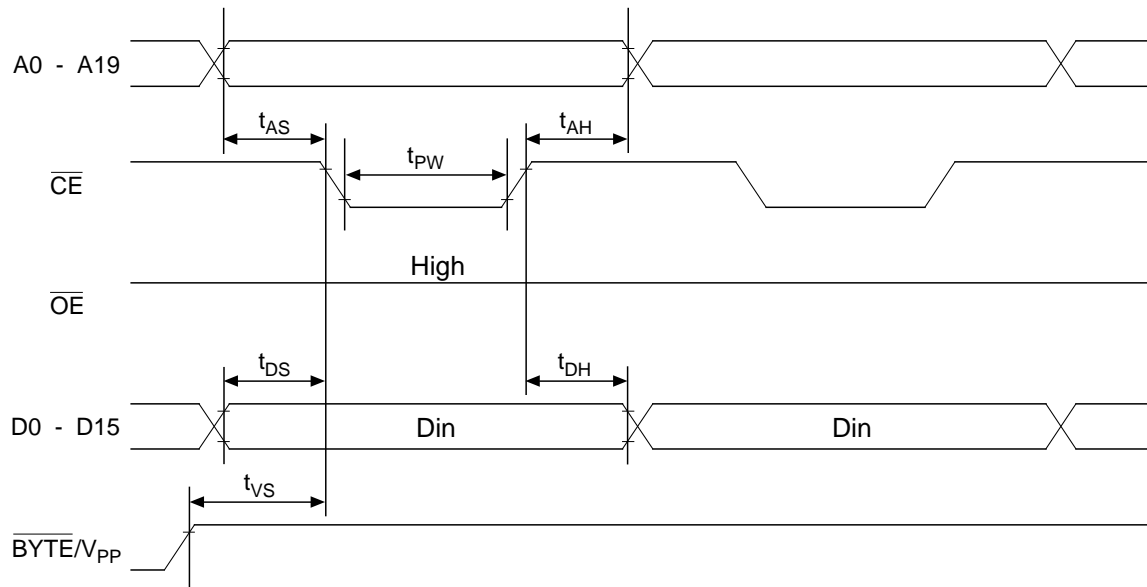 A0 - A19
tAS
tAH
tPW
CE
High
OE
tDS
tDH
D0 - D15
Din
Din
tVS
BYTE/VPP